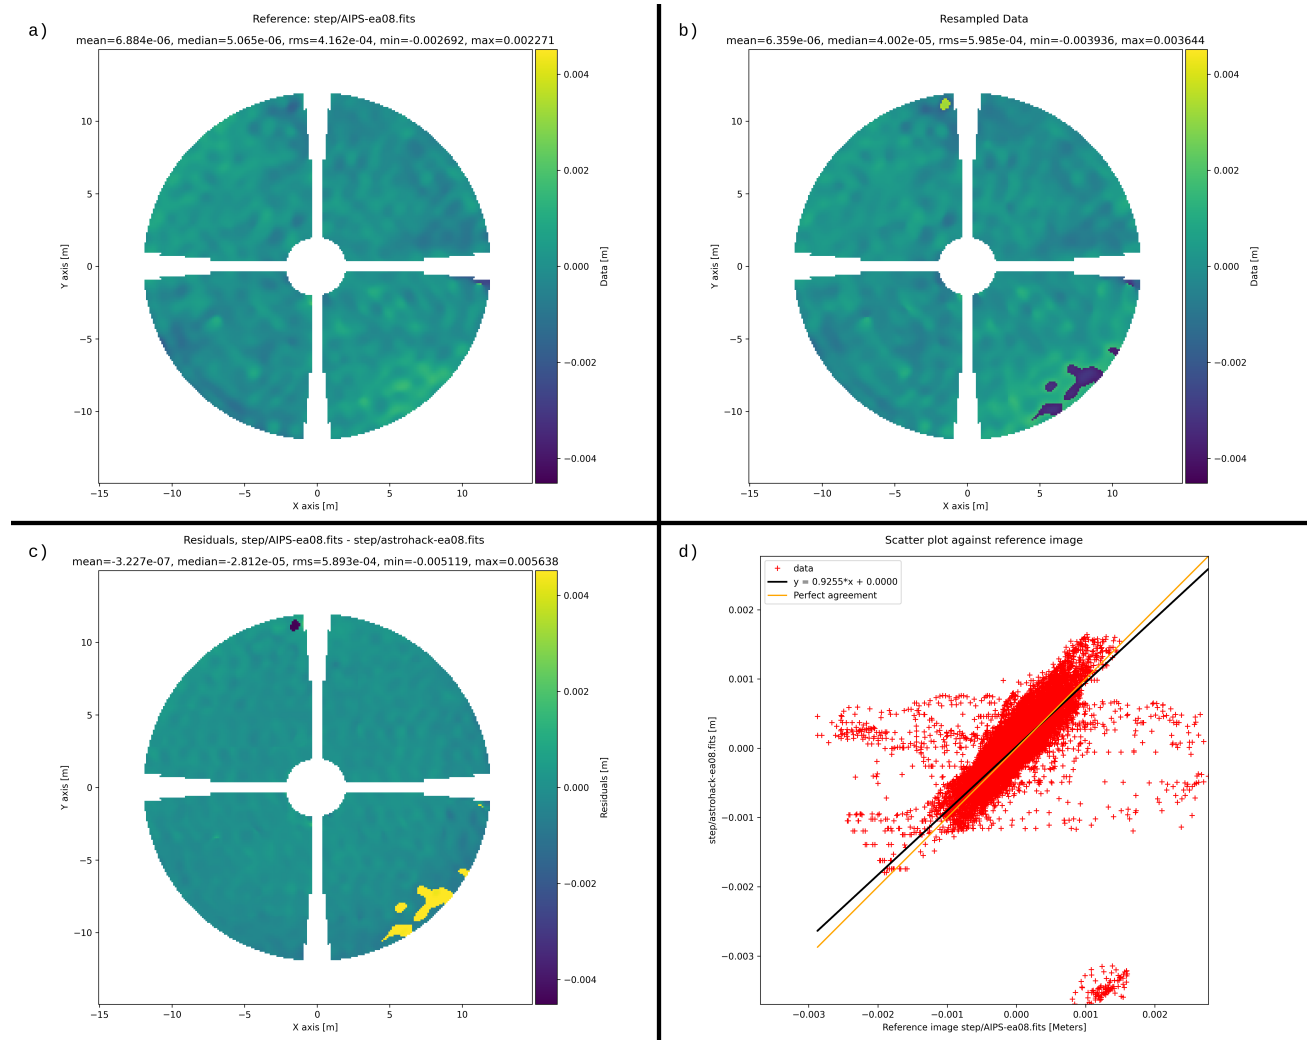 a)
Reference: step/AIPS-ea08.fits
mean=6.884e-06, median=5.065e-06, rms=4.162e-04, min=-0.002692, max=0.002271
10
5
0
−5
−10
Y axis [m]
−15
−10
−5
0
5
10
X axis [m]
0.004
0.002
0.000
−0.002
−0.004
Data [m]
b)
Resampled Data
mean=6.359e-06, median=4.002e-05, rms=5.985e-04, min=-0.003936, max=0.003644
10
5
0
−5
−10
Y axis [m]
−15
−10
−5
0
5
10
X axis [m]
0.004
0.002
0.000
−0.002
−0.004
Data [m]
c)
Residuals, step/AIPS-ea08.fits - step/astrohack-ea08.fits
mean=-3.227e-07, median=-2.812e-05, rms=5.893e-04, min=-0.005119, max=0.005638
10
5
0
−5
−10
Y axis [m]
−15
−10
−5
0
5
10
X axis [m]
0.004
0.002
0.000
−0.002
−0.004
Residuals [m]
d)
Scatter plot against reference image
data
y = 0.9255*x + 0.0000
Perfect agreement
0.002
0.001
0.000
−0.001
−0.002
−0.003
step/astrohack-ea08.fits [m]
−0.003
−0.002
−0.001
0.000
0.001
0.002
Reference image step/AIPS-ea08.fits [Meters]